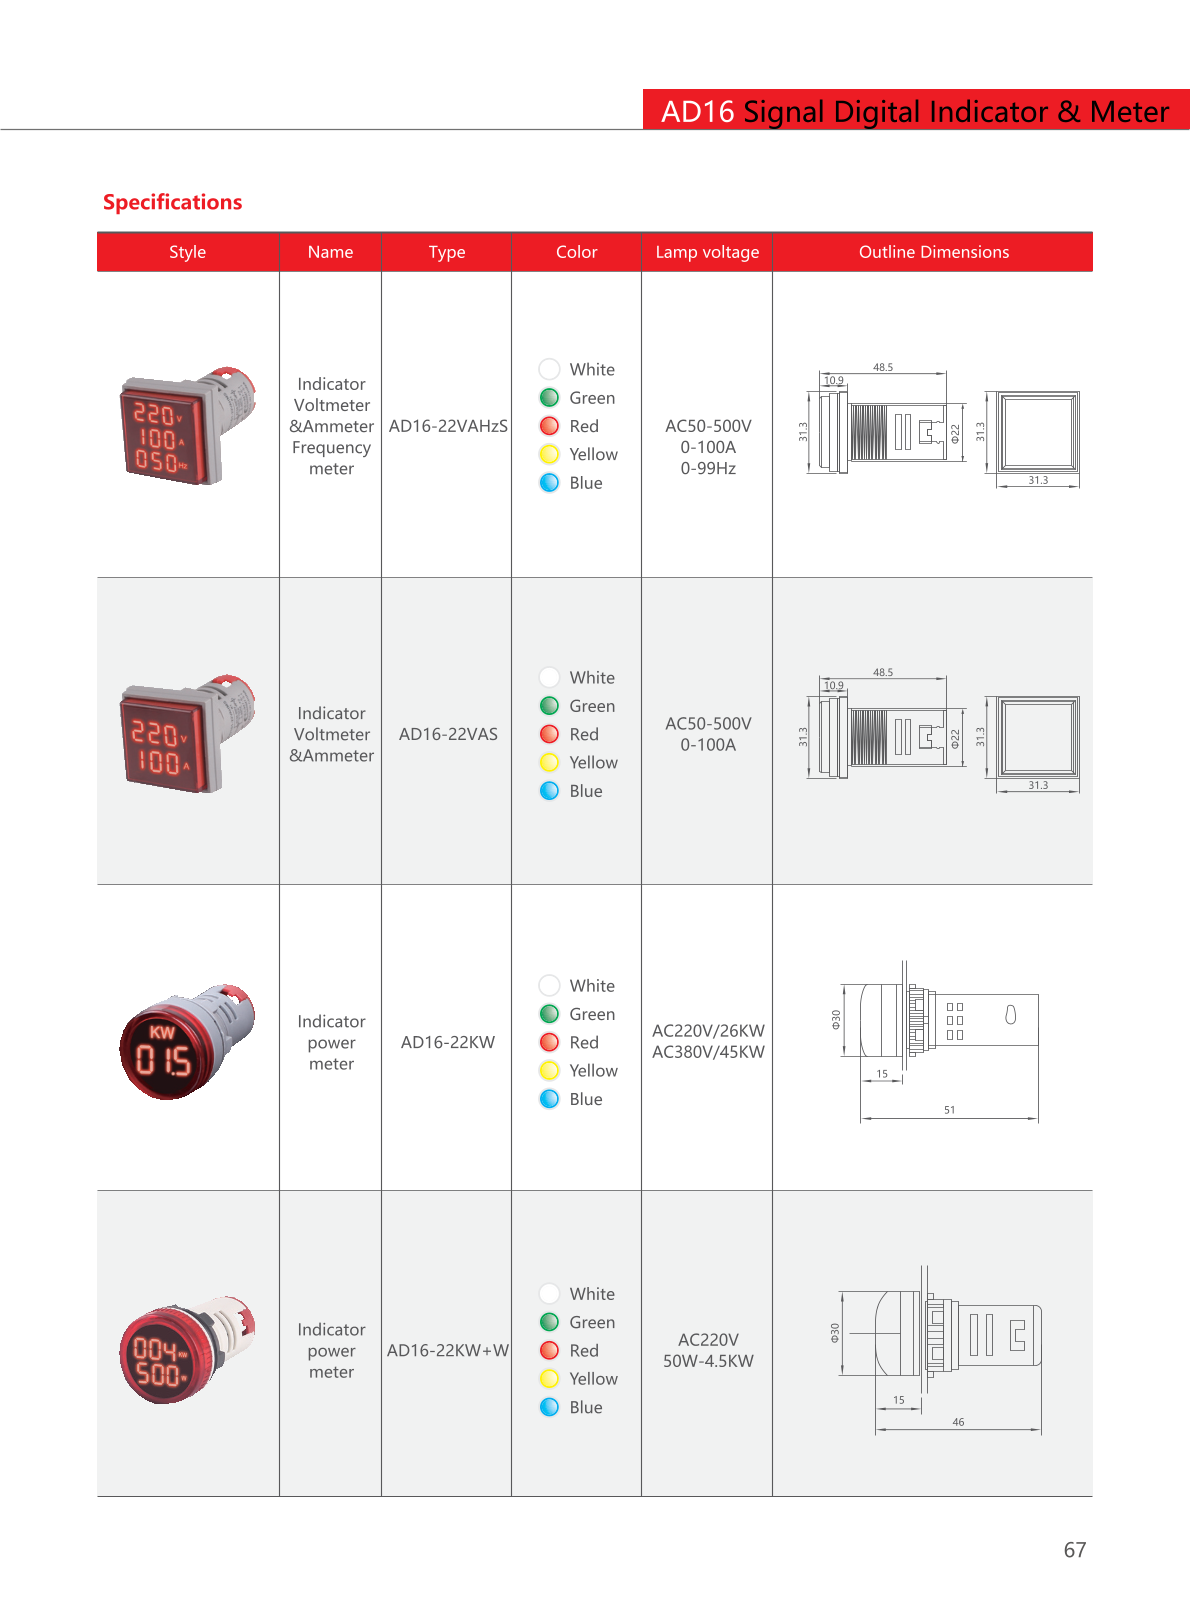 AD16 Signal Digital Indicator & Meter
Specifications
Style Name Type Color Lamp voltage Outline Dimensions
220 V
100 A
050 Hz
Indicator
Voltmeter
&Ammeter
Frequency
meter
AD16-22VAHzS
White
Green
Red
Yellow
Blue
AC50-500V
0-100A
0-99Hz
48.5
10.9
31.3
Φ22
31.3
31.3
220 V
100 A
Indicator
Voltmeter
&Ammeter
AD16-22VAS
White
Green
Red
Yellow
Blue
AC50-500V
0-100A
48.5
10.9
31.3
Φ22
31.3
31.3
KW
01.5
Indicator
power
meter
AD16-22KW
White
Green
Red
Yellow
Blue
AC220V/26KW
AC380V/45KW
Φ30
15
51
004 KW
500 W
Indicator
power
meter
AD16-22KW+W
White
Green
Red
Yellow
Blue
AC220V
50W-4.5KW
Φ30
15
46
67